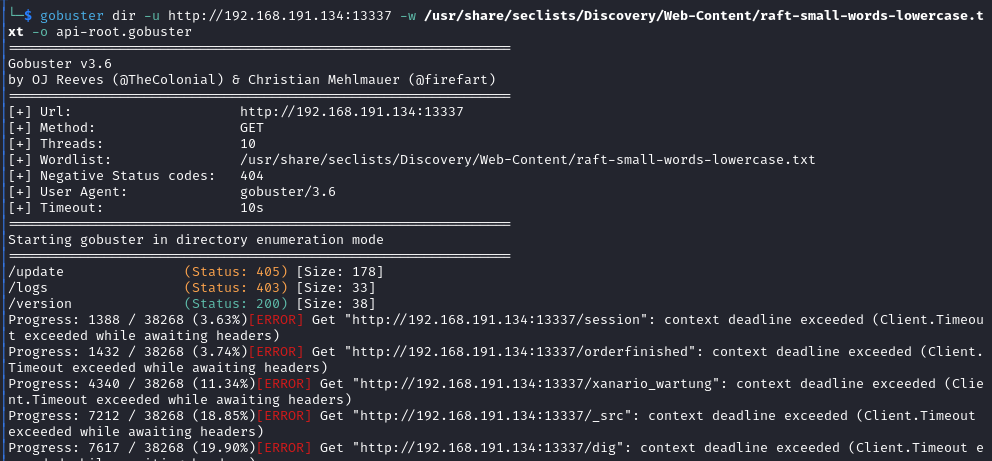 └─$ gobuster dir -u http://192.168.191.134:13337 -w /usr/share/seclists/Discovery/Web-Content/raft-small-words-lowercase.t
xt -o api-root.gobuster
===============================================================
Gobuster v3.6
by OJ Reeves (@TheColonial) & Christian Mehlmauer (@firefart)
===============================================================
[+] Url:                     http://192.168.191.134:13337
[+] Method:                  GET
[+] Threads:                 10
[+] Wordlist:                /usr/share/seclists/Discovery/Web-Content/raft-small-words-lowercase.txt
[+] Negative Status codes:   404
[+] User Agent:              gobuster/3.6
[+] Timeout:                 10s
===============================================================
Starting gobuster in directory enumeration mode
===============================================================
/update               (Status: 405) [Size: 178]
/logs                 (Status: 403) [Size: 33]
/version              (Status: 200) [Size: 38]
Progress: 1388 / 38268 (3.63%)[ERROR] Get "http://192.168.191.134:13337/session": context deadline exceeded (Client.Timeou
t exceeded while awaiting headers)
Progress: 1432 / 38268 (3.74%)[ERROR] Get "http://192.168.191.134:13337/orderfinished": context deadline exceeded (Client.
Timeout exceeded while awaiting headers)
Progress: 4340 / 38268 (11.34%)[ERROR] Get "http://192.168.191.134:13337/xanario_wartung": context deadline exceeded (Clie
nt.Timeout exceeded while awaiting headers)
Progress: 7212 / 38268 (18.85%)[ERROR] Get "http://192.168.191.134:13337/_src": context deadline exceeded (Client.Timeout
exceeded while awaiting headers)
Progress: 7617 / 38268 (19.90%)[ERROR] Get "http://192.168.191.134:13337/dig": context deadline exceeded (Client.Timeout e